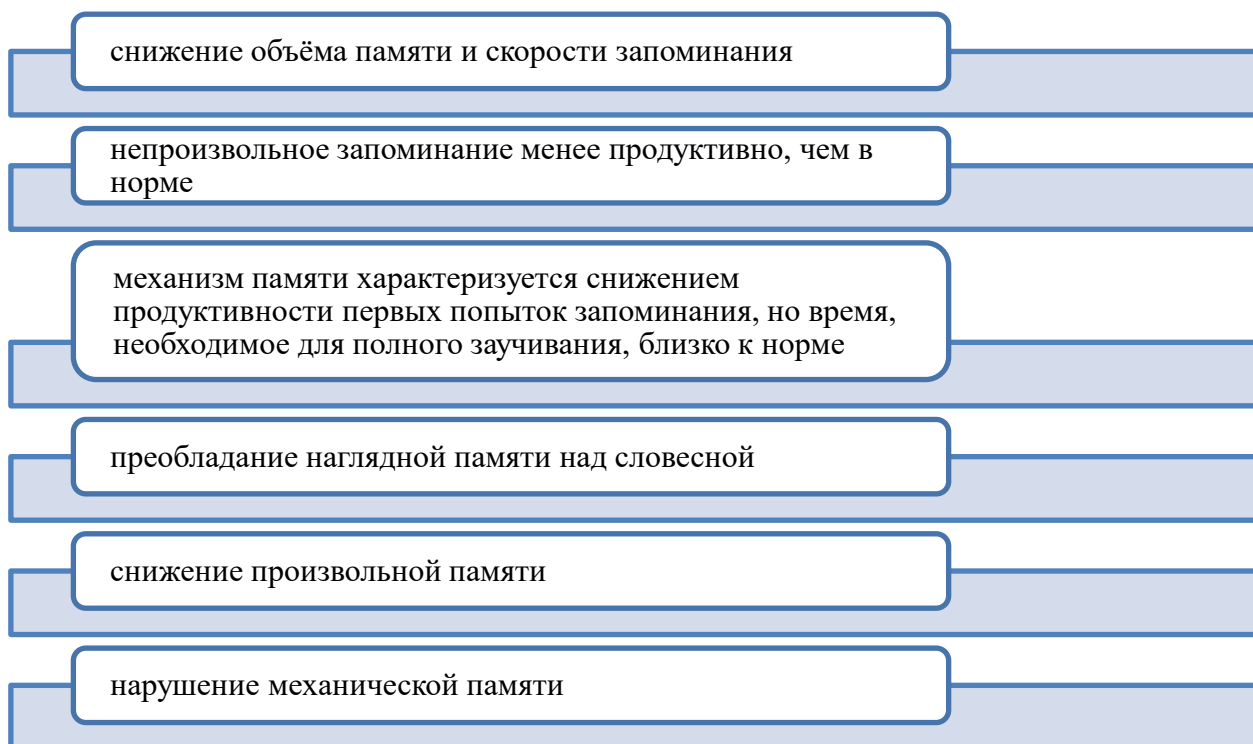 снижение объёма памяти и скорости запоминания
непроизвольное запоминание менее продуктивно, чем в
норме
механизм памяти характеризуется снижением
продуктивности первых попыток запоминания, но время,
необходимое для полного заучивания, близко к норме
преобладание наглядной памяти над словесной
снижение произвольной памяти
нарушение механической памяти